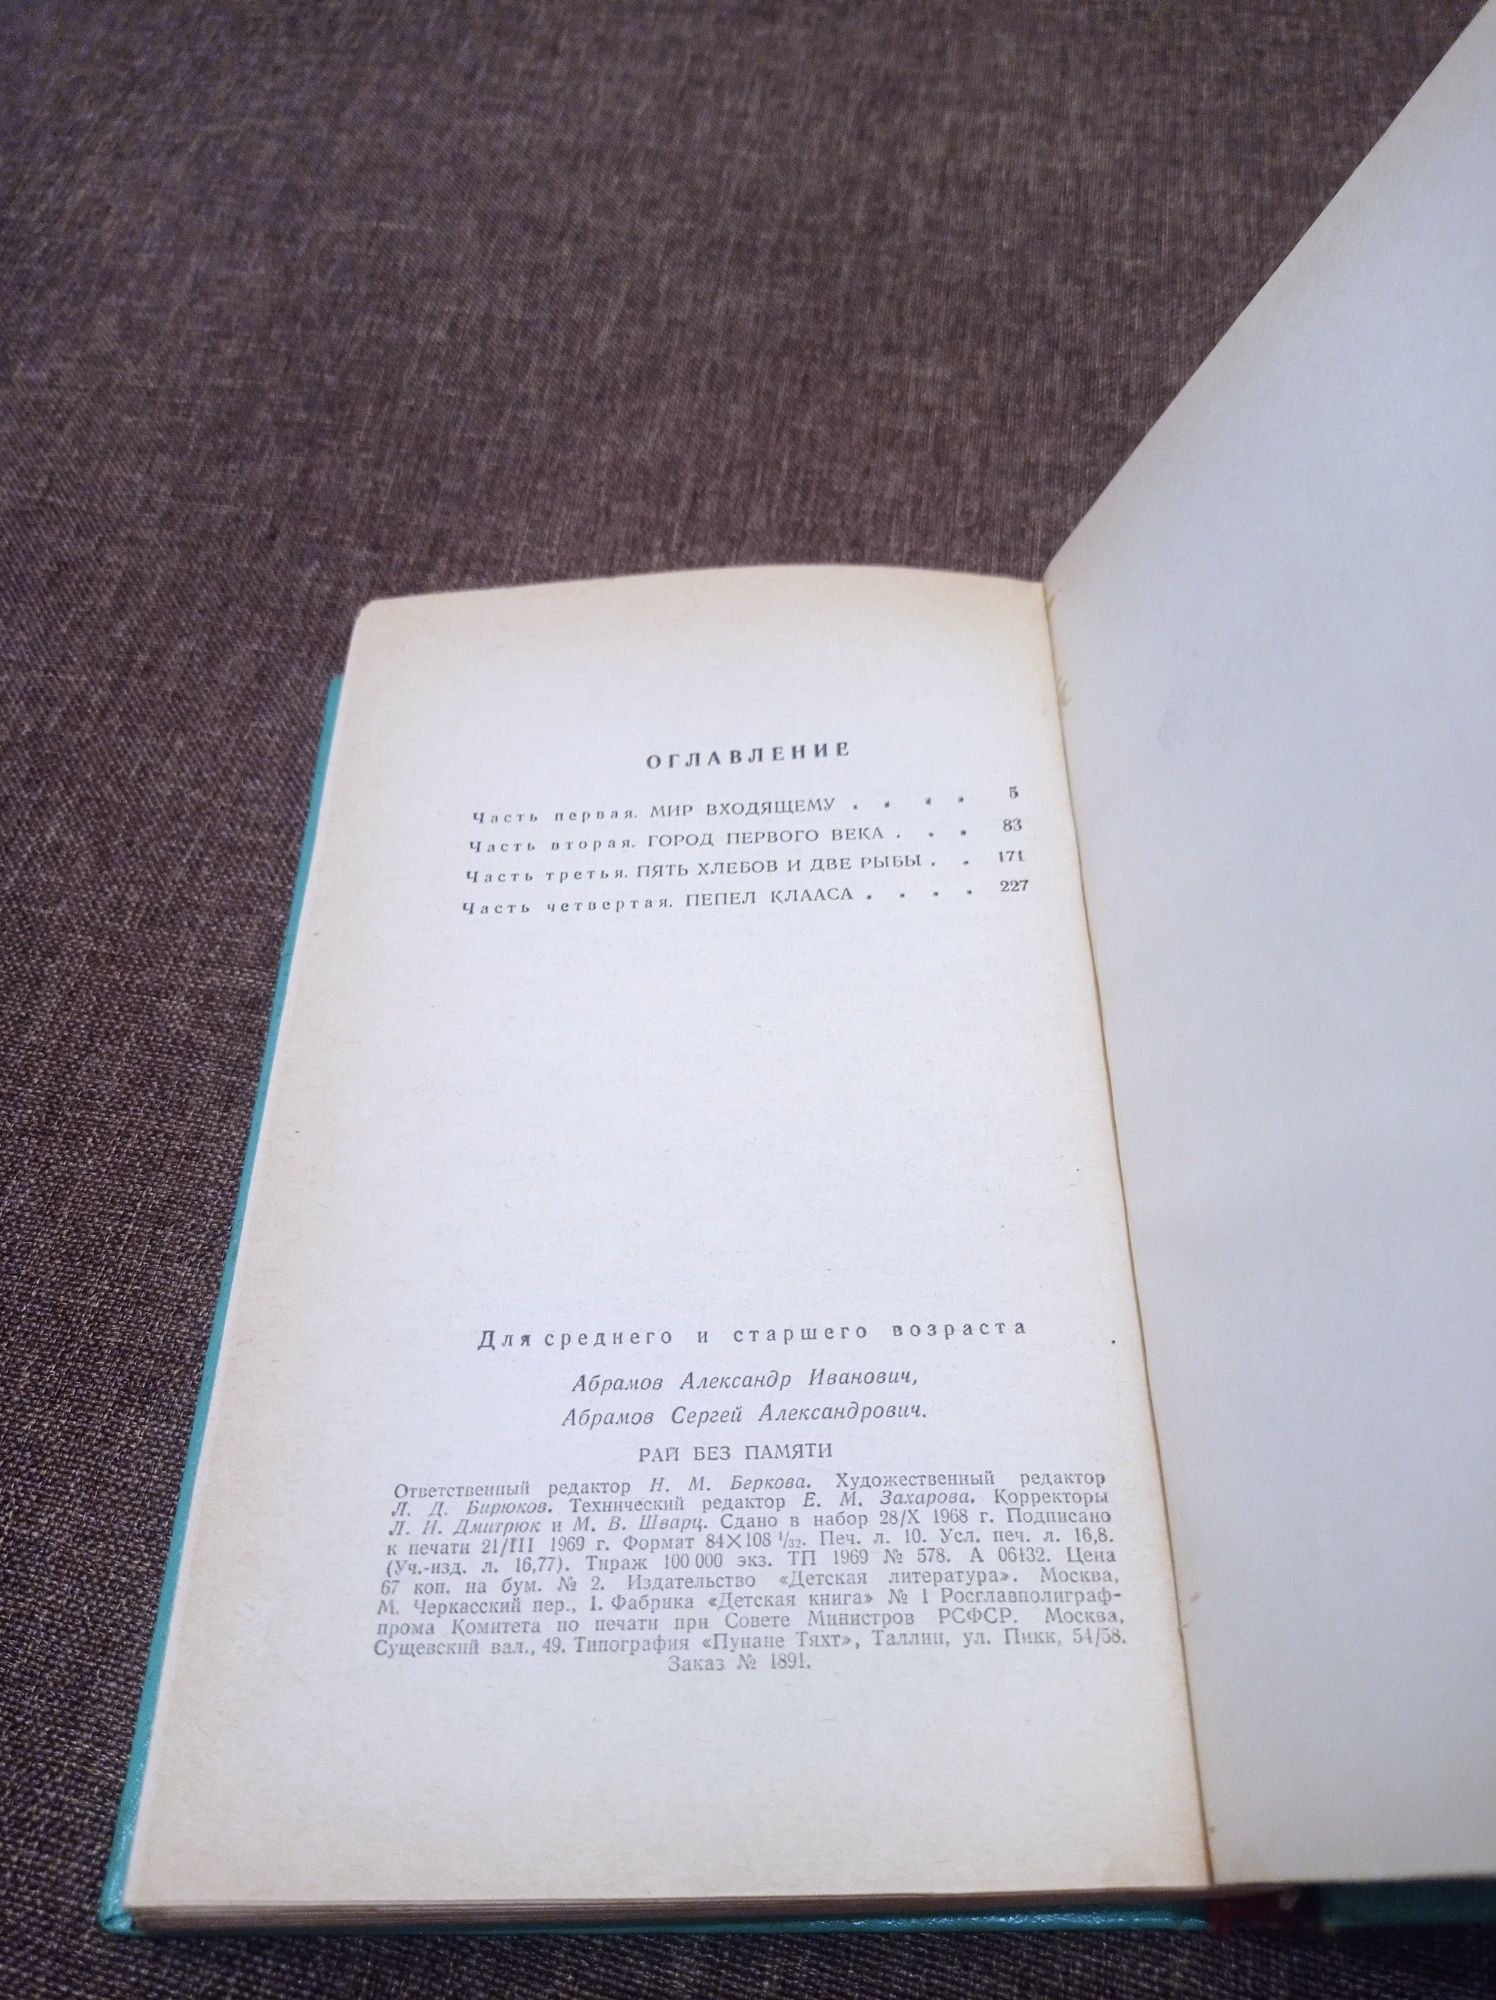 ОГЛАВЛЕНИЕ
Часть первая. МИР ВХОДЯЩЕМУ . . . . 5
Часть вторая. ГОРОД ПЕРВОГО ВЕКА . . . 83
Часть третья. ПЯТЬ ХЛЕБОВ И ДВЕ РЫБЫ . . 171
Часть четвертая. ПЕПЕЛ КЛААСА . . . . 227
Для среднего и старшего возраста
Абрамов Александр Иванович,
Абрамов Сергей Александрович.
РАЙ БЕЗ ПАМЯТИ
Ответственный редактор Н. М. Беркова. Художественный редактор
Л. Д. Бирюков. Технический редактор Е. М. Захарова. Корректоры
Л. И. Дмитрюк и М. В. Шварц. Сдано в набор 28/X 1968 г. Подписано
к печати 21/III 1969 г. Формат 84×108 1/32. Печ. л. 10. Усл. печ. л. 16,8.
(Уч.-изд. л. 16,77). Тираж 100 000 экз. ТП 1969 № 578. А 06432. Цена
67 коп. на бум. № 2. Издательство «Детская литература». Москва,
М. Черкасский пер., 1. Фабрика «Детская книга» № 1 Росглавполиграф-
прома Комитета по печати при Совете Министров РСФСР. Москва,
Сущевский вал., 49. Типография «Пунане Тяхт», Таллин, ул. Пикк, 54/58.
Заказ № 1891.